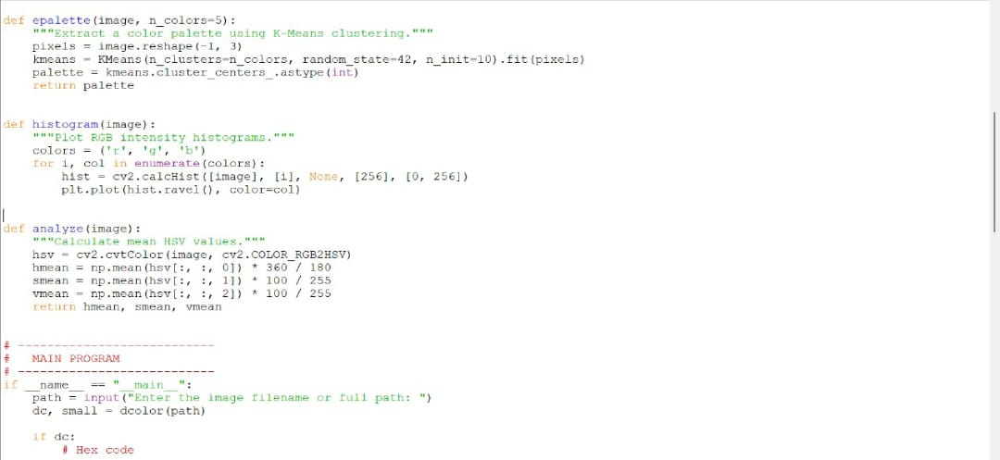 def epalette(image, n_colors=5):
    """Extract a color palette using K-Means clustering."""
    pixels = image.reshape(-1, 3)
    kmeans = KMeans(n_clusters=n_colors, random_state=42, n_init=10).fit(pixels)
    palette = kmeans.cluster_centers_.astype(int)
    return palette
def histogram(image):
    """Plot RGB intensity histograms."""
    colors = ('r', 'g', 'b')
    for i, col in enumerate(colors):
        hist = cv2.calcHist([image], [i], None, [256], [0, 256])
        plt.plot(hist.ravel(), color=col)
def analyze(image):
    """Calculate mean HSV values."""
    hsv = cv2.cvtColor(image, cv2.COLOR_RGB2HSV)
    hmean = np.mean(hsv[:, :, 0]) * 360 / 180
    smean = np.mean(hsv[:, :, 1]) * 100 / 255
    vmean = np.mean(hsv[:, :, 2]) * 100 / 255
    return hmean, smean, vmean
# ---------------------------
#   MAIN PROGRAM
# ---------------------------
if __name__ == "__main__":
    path = input("Enter the image filename or full path: ")
    dc, small = dcolor(path)
    if dc:
        # Hex code